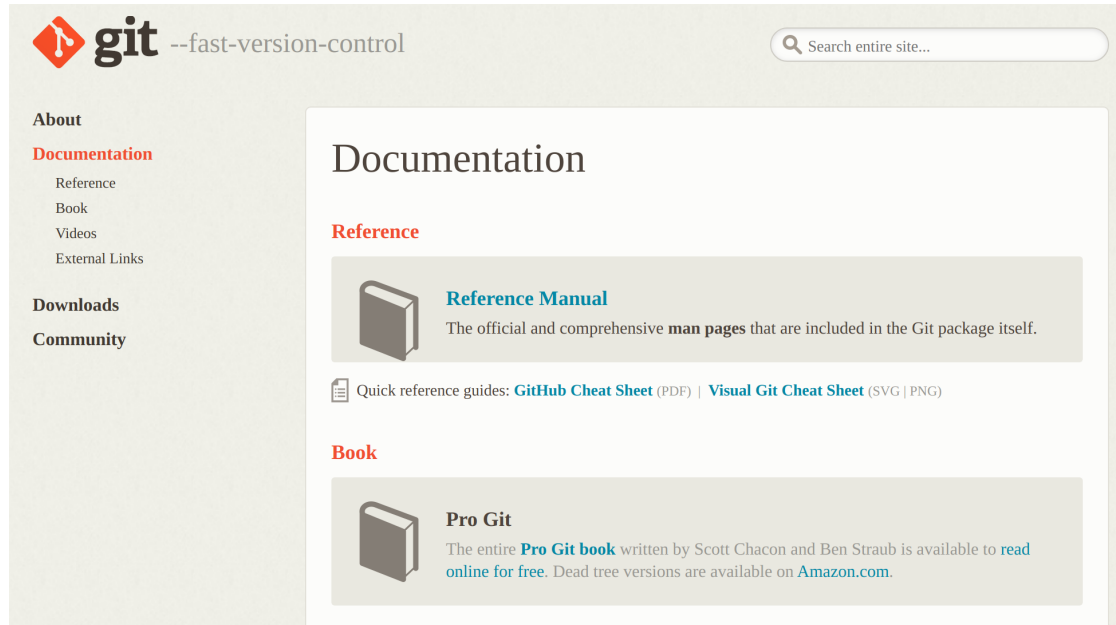 git --fast-version-control
Search entire site...
About
Documentation
Reference
Book
Videos
External Links
Downloads
Community
Documentation
Reference
Reference Manual
The official and comprehensive man pages that are included in the Git package itself.
Quick reference guides: GitHub Cheat Sheet (PDF) | Visual Git Cheat Sheet (SVG | PNG)
Book
Pro Git
The entire Pro Git book written by Scott Chacon and Ben Straub is available to read
online for free. Dead tree versions are available on Amazon.com.